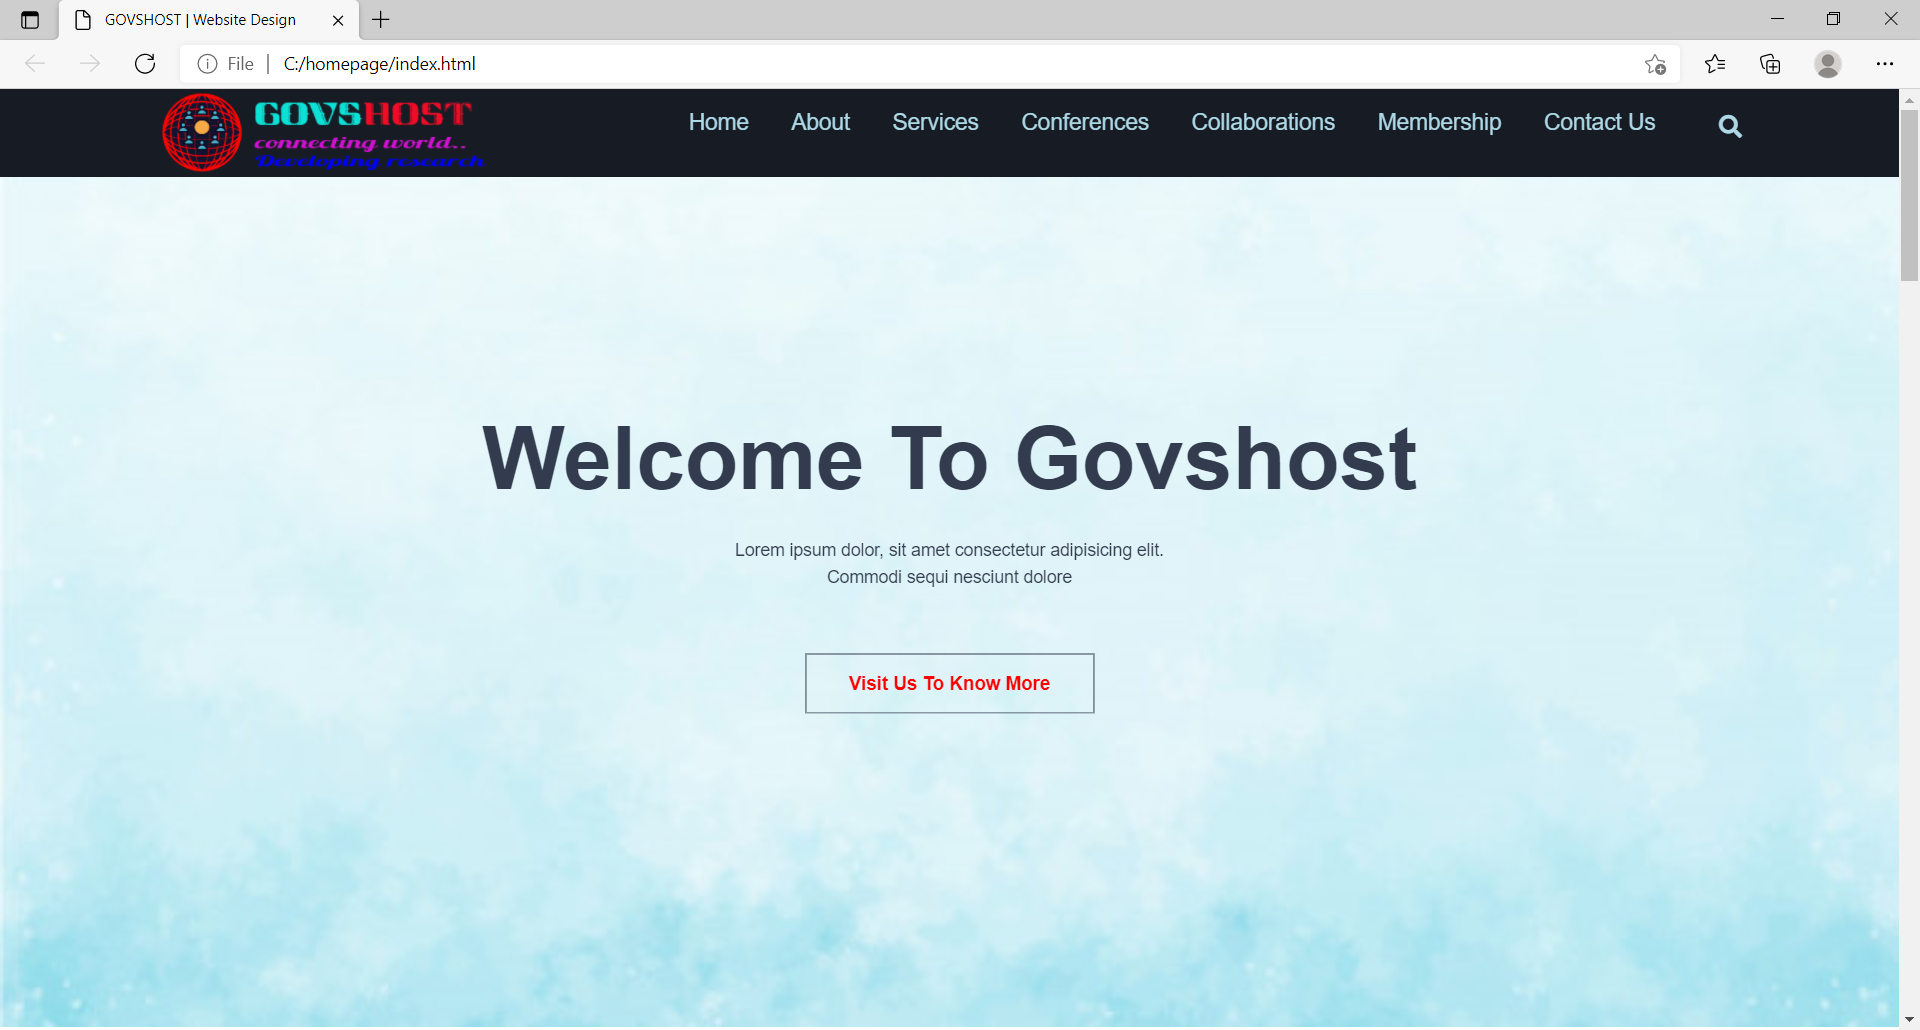 GOVSHOST | Website Design
File | C:/homepage/index.html
GOVSHOST
connecting world..
Developing research
Home About Services Conferences Collaborations Membership Contact Us
Welcome To Govshost
Lorem ipsum dolor, sit amet consectetur adipisicing elit.
Commodi sequi nesciunt dolore
Visit Us To Know More